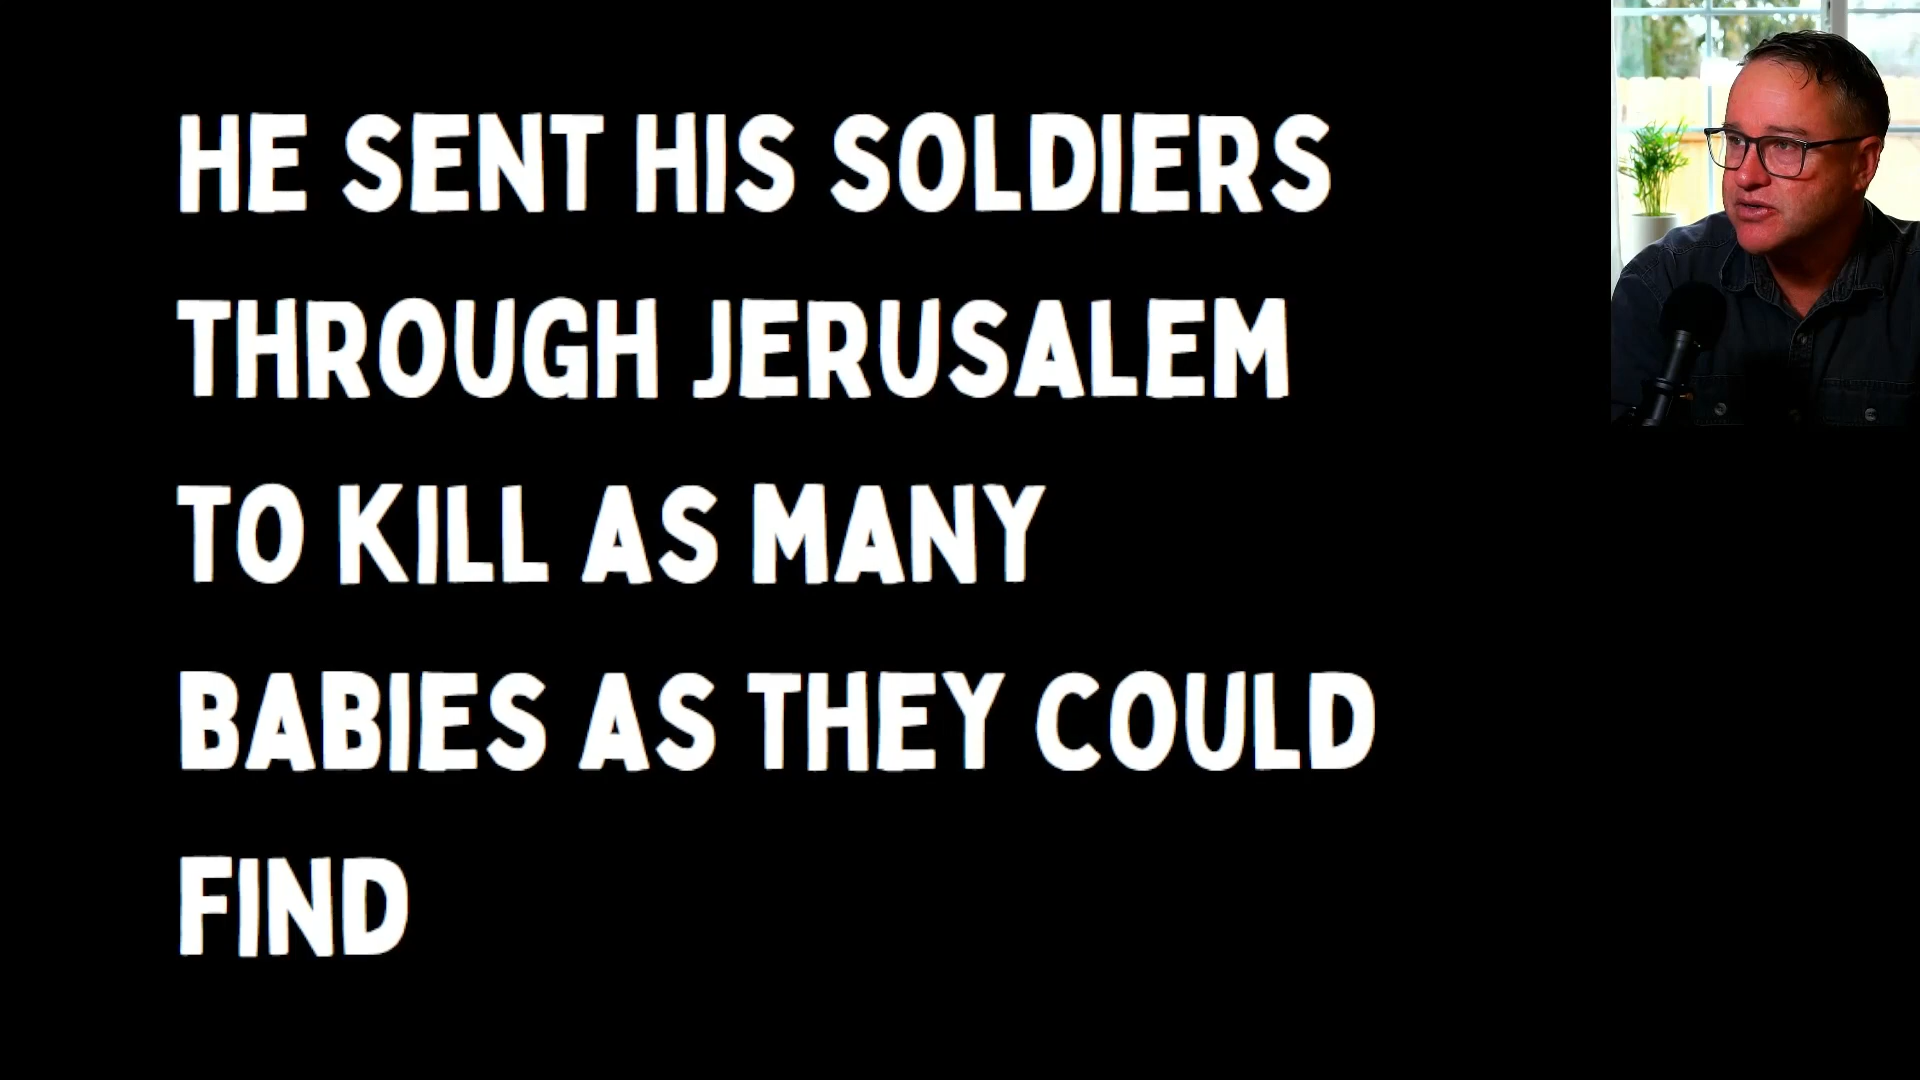 HE SENT HIS SOLDIERS
THROUGH JERUSALEM
TO KILL AS MANY
BABIES AS THEY COULD
FIND